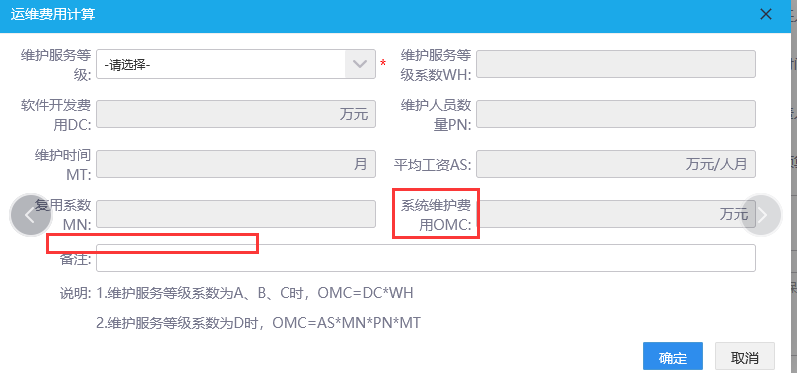 运维费用计算
维护服务等
级:
-请选择-
*
维护服务等
级系数WH:
软件开发费
用DC:
万元
维护人员数
量PN:
维护时间
MT:
月
平均工资AS:
万元/人月
复用系数
MN:
系统维护费
用OMC:
万元
备注:
说明: 1.维护服务等级系数为A、B、C时，OMC=DC*WH
2.维护服务等级系数为D时，OMC=AS*MN*PN*MT
确定
取消